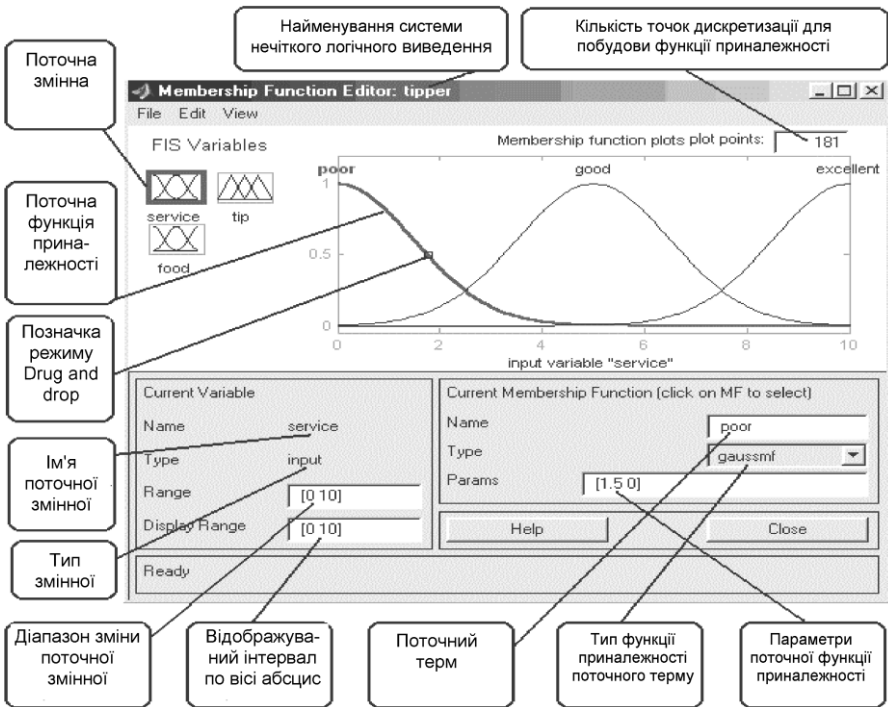 Найменування системи
нечіткого логічного виведення
Кількість точок дискретизації для
побудови функції приналежності
Поточна
змінна
Membership Function Editor: tipper
File Edit View
FIS Variables
Membership function plots plot points: 181
poor good excellent
service tip
food
1
0.5
0
0 2 4 6 8 10
input variable "service"
Поточна
функція
прина-
лежності
Позначка
режиму
Drug and
drop
Ім'я
поточної
змінної
Тип
змінної
Current Variable
Name service
Type input
Range [0 10]
Display Range [0 10]
Current Membership Function (click on MF to select)
Name poor
Type gaussmf
Params [1.5 0]
Help Close
Ready
Діапазон зміни
поточної
змінної
Відображува-
ний інтервал
по вісі абсцис
Поточний
терм
Тип функції
приналежності
поточного терму
Параметри
поточної функції
приналежності